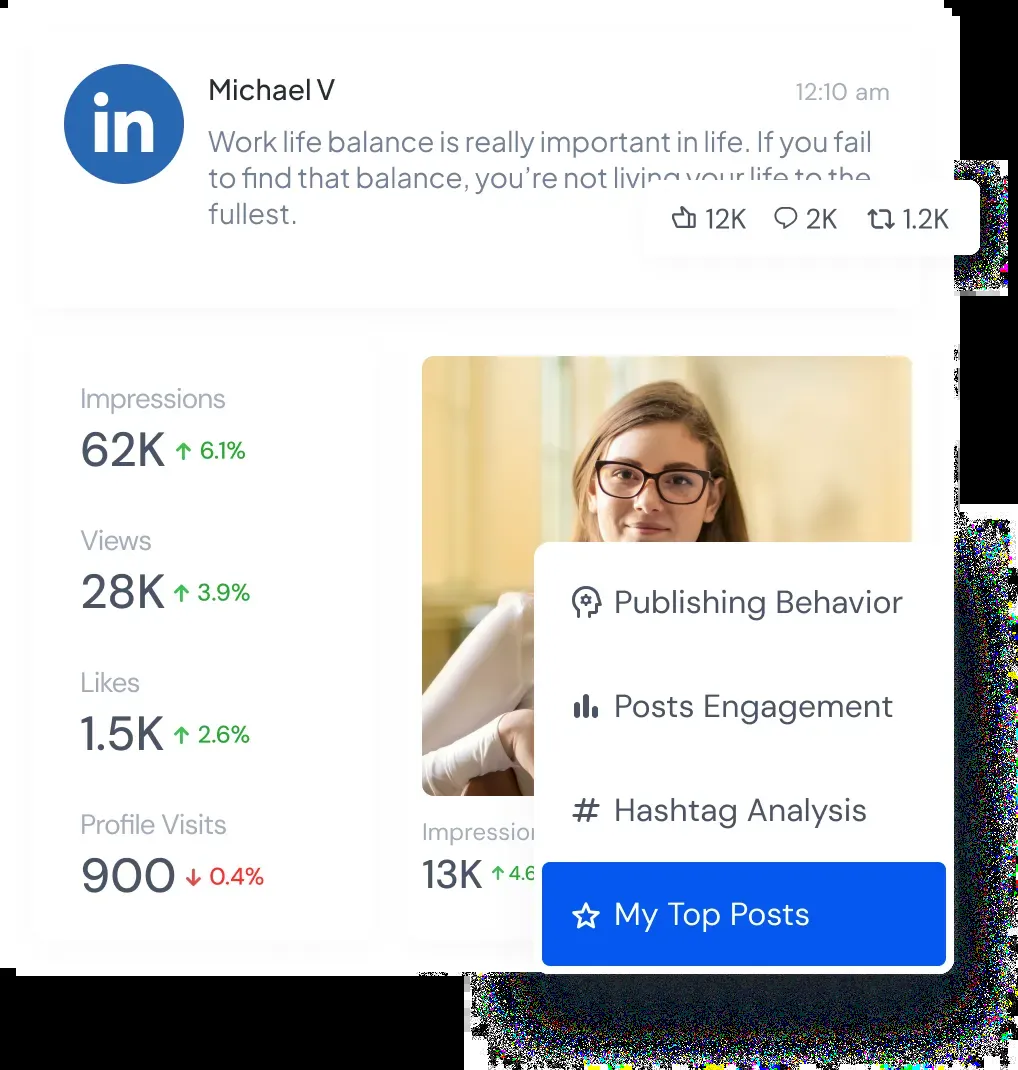 in
Michael V
12:10 am
Work life balance is really important in life. If you fail
to find that balance, you’re not living your life to the
fullest.
12K 2K 1.2K
Impressions
62K ↑ 6.1%
Views
28K ↑ 3.9%
Likes
1.5K ↑ 2.6%
Profile Visits
900 ↓ 0.4%
Impression
13K ↑ 4.6
Publishing Behavior
Posts Engagement
# Hashtag Analysis
My Top Posts